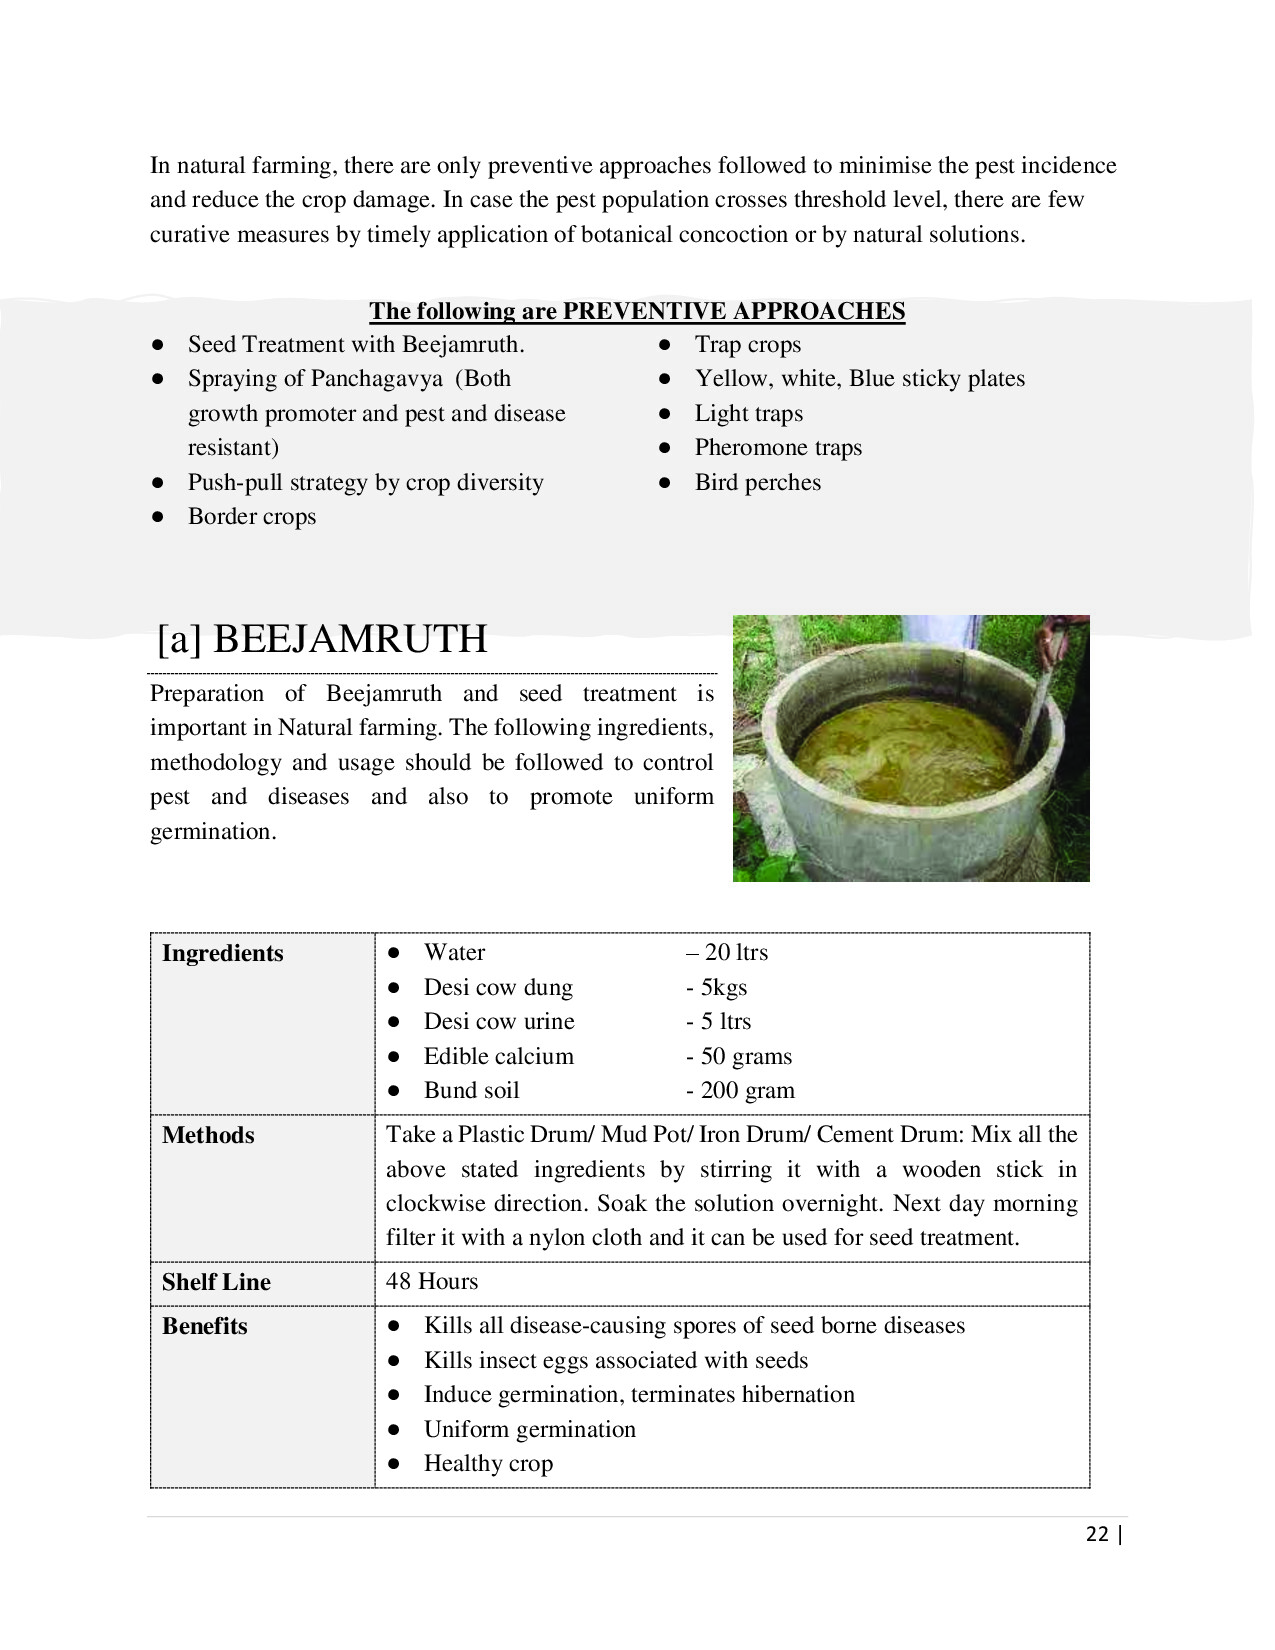 In natural farming, there are only preventive approaches followed to minimise the pest incidence
and reduce the crop damage. In case the pest population crosses threshold level, there are few
curative measures by timely application of botanical concoction or by natural solutions.
The following are PREVENTIVE APPROACHES
● Seed Treatment with Beejamruth.
● Spraying of Panchagavya (Both
growth promoter and pest and disease
resistant)
● Push-pull strategy by crop diversity
● Border crops
● Trap crops
● Yellow, white, Blue sticky plates
● Light traps
● Pheromone traps
● Bird perches
[a] BEEJAMRUTH
Preparation of Beejamruth and seed treatment is
important in Natural farming. The following ingredients,
methodology and usage should be followed to control
pest and diseases and also to promote uniform
germination.
Ingredients
● Water – 20 ltrs
● Desi cow dung - 5kgs
● Desi cow urine - 5 ltrs
● Edible calcium - 50 grams
● Bund soil - 200 gram
Methods
Take a Plastic Drum/ Mud Pot/ Iron Drum/ Cement Drum: Mix all the
above stated ingredients by stirring it with a wooden stick in
clockwise direction. Soak the solution overnight. Next day morning
filter it with a nylon cloth and it can be used for seed treatment.
Shelf Line
48 Hours
Benefits
● Kills all disease-causing spores of seed borne diseases
● Kills insect eggs associated with seeds
● Induce germination, terminates hibernation
● Uniform germination
● Healthy crop
22 |